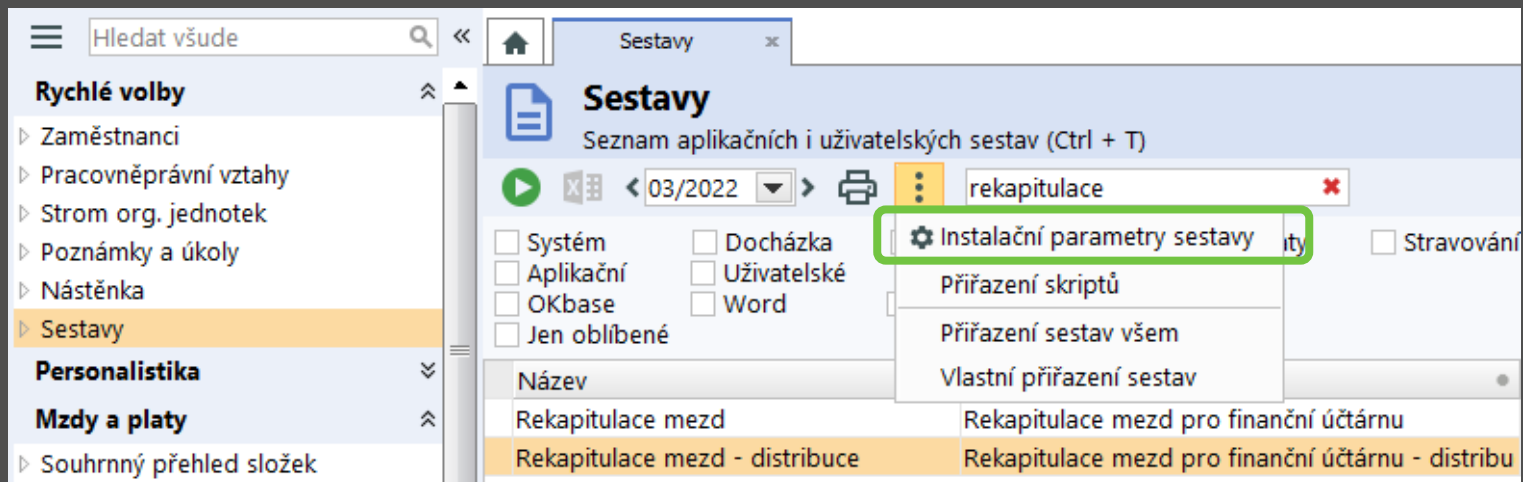 Hledat všude
Rychlé volby
Zaměstnanci
Pracovněprávní vztahy
Strom org. jednotek
Poznámky a úkoly
Nástěnka
Sestavy
Personalistika
Mzdy a platy
Souhrnný přehled složek
Sestavy
Sestavy
Seznam aplikačních i uživatelských sestav (Ctrl + T)
03/2022
rekapitulace
Systém Docházka Stravování
Aplikační Uživatelské
OKbase Word
Jen oblíbené
Instalační parametry sestavy
Přiřazení skriptů
Přiřazení sestav všem
Vlastní přiřazení sestav
Název
Rekapitulace mezd Rekapitulace mezd pro finanční účtárnu
Rekapitulace mezd - distribuce Rekapitulace mezd pro finanční účtárnu - distribu